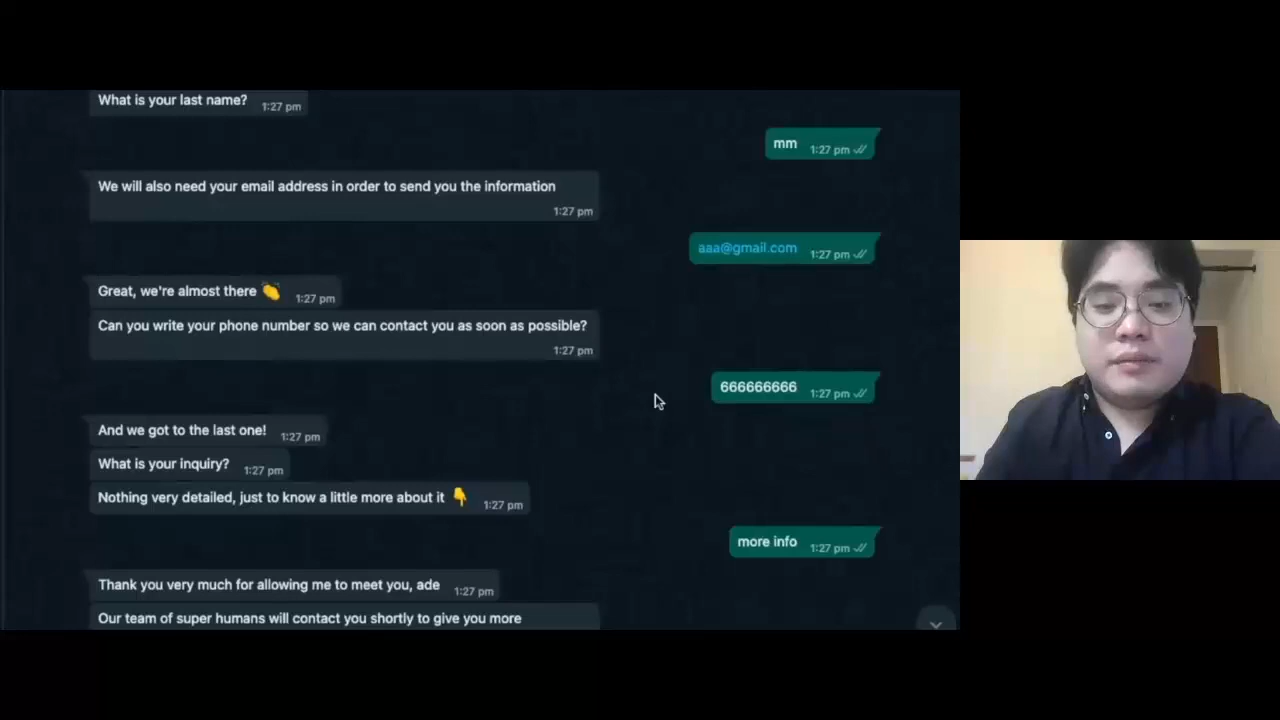 What is your last name? 1:27 pm
mm 1:27 pm
We will also need your email address in order to send you the information
1:27 pm
aaa@gmail.com 1:27 pm
Great, we're almost there 👏 1:27 pm
Can you write your phone number so we can contact you as soon as possible?
1:27 pm
666666666 1:27 pm
And we got to the last one! 1:27 pm
What is your inquiry? 1:27 pm
Nothing very detailed, just to know a little more about it 👇 1:27 pm
more info 1:27 pm
Thank you very much for allowing me to meet you, ade 1:27 pm
Our team of super humans will contact you shortly to give you more